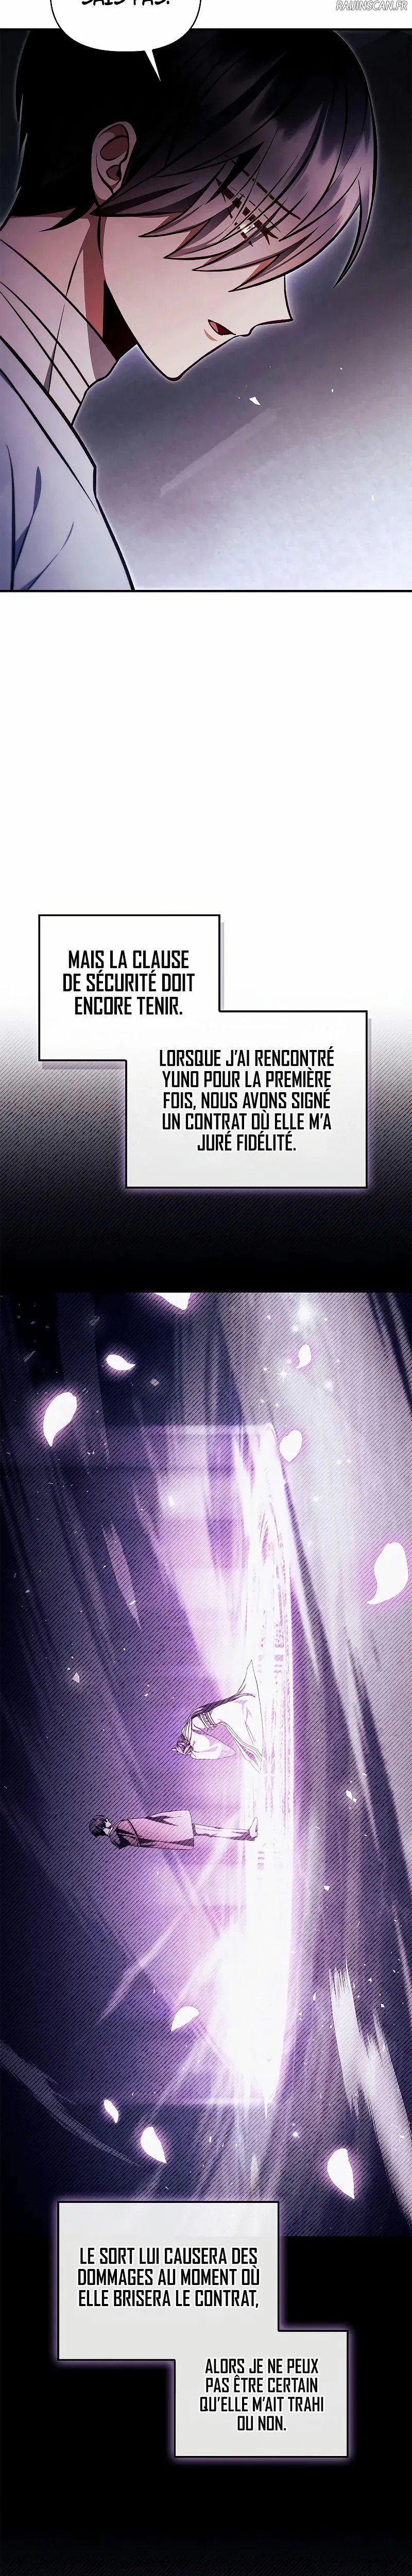 SAIS PAS.
RAIJINSCAN.FR
MAIS LA CLAUSE
DE SÉCURITÉ DOIT
ENCORE TENIR.
LORSQUE J'AI RENCONTRÉ
YUNO POUR LA PREMIÈRE
FOIS, NOUS AVONS SIGNÉ
UN CONTRAT OÙ ELLE M'A
JURÉ FIDÉLITÉ.
LE SORT LUI CAUSERA DES
DOMMAGES AU MOMENT OÙ
ELLE BRISERA LE CONTRAT,
ALORS JE NE PEUX
PAS ÊTRE CERTAIN
QU'ELLE M'AIT TRAHI
OU NON.